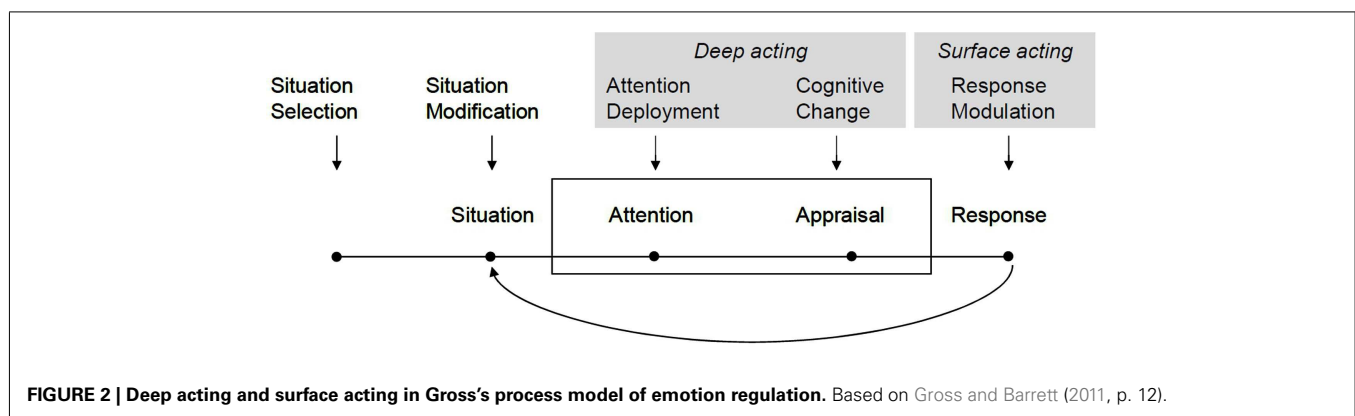 Deep acting
Surface acting
Situation
Selection
Situation
Modification
Attention
Deployment
Cognitive
Change
Response
Modulation
Situation
Attention
Appraisal
Response
FIGURE 2 | Deep acting and surface acting in Gross's process model of emotion regulation. Based on Gross and Barrett (2011, p. 12).